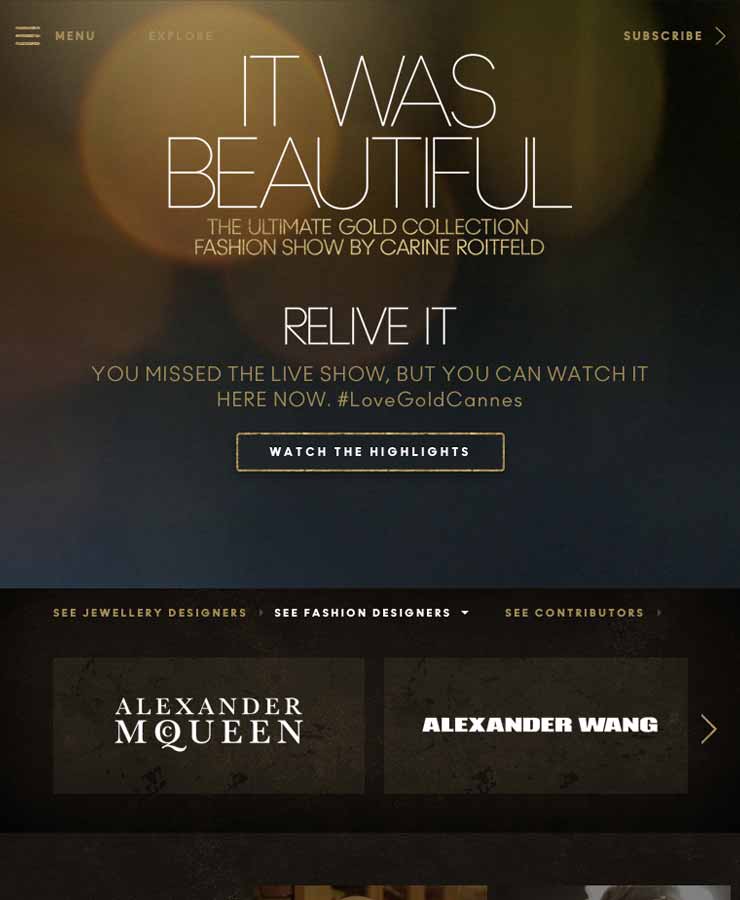 MENU
EXPLORE
SUBSCRIBE
IT WAS
BEAUTIFUL
THE ULTIMATE GOLD COLLECTION
FASHION SHOW BY CARINE ROITFELD
RELIVE IT
YOU MISSED THE LIVE SHOW, BUT YOU CAN WATCH IT
HERE NOW. #LoveGoldCannes
WATCH THE HIGHLIGHTS
SEE JEWELLERY DESIGNERS
SEE FASHION DESIGNERS
SEE CONTRIBUTORS
ALEXANDER
MCQUEEN
ALEXANDER WANG